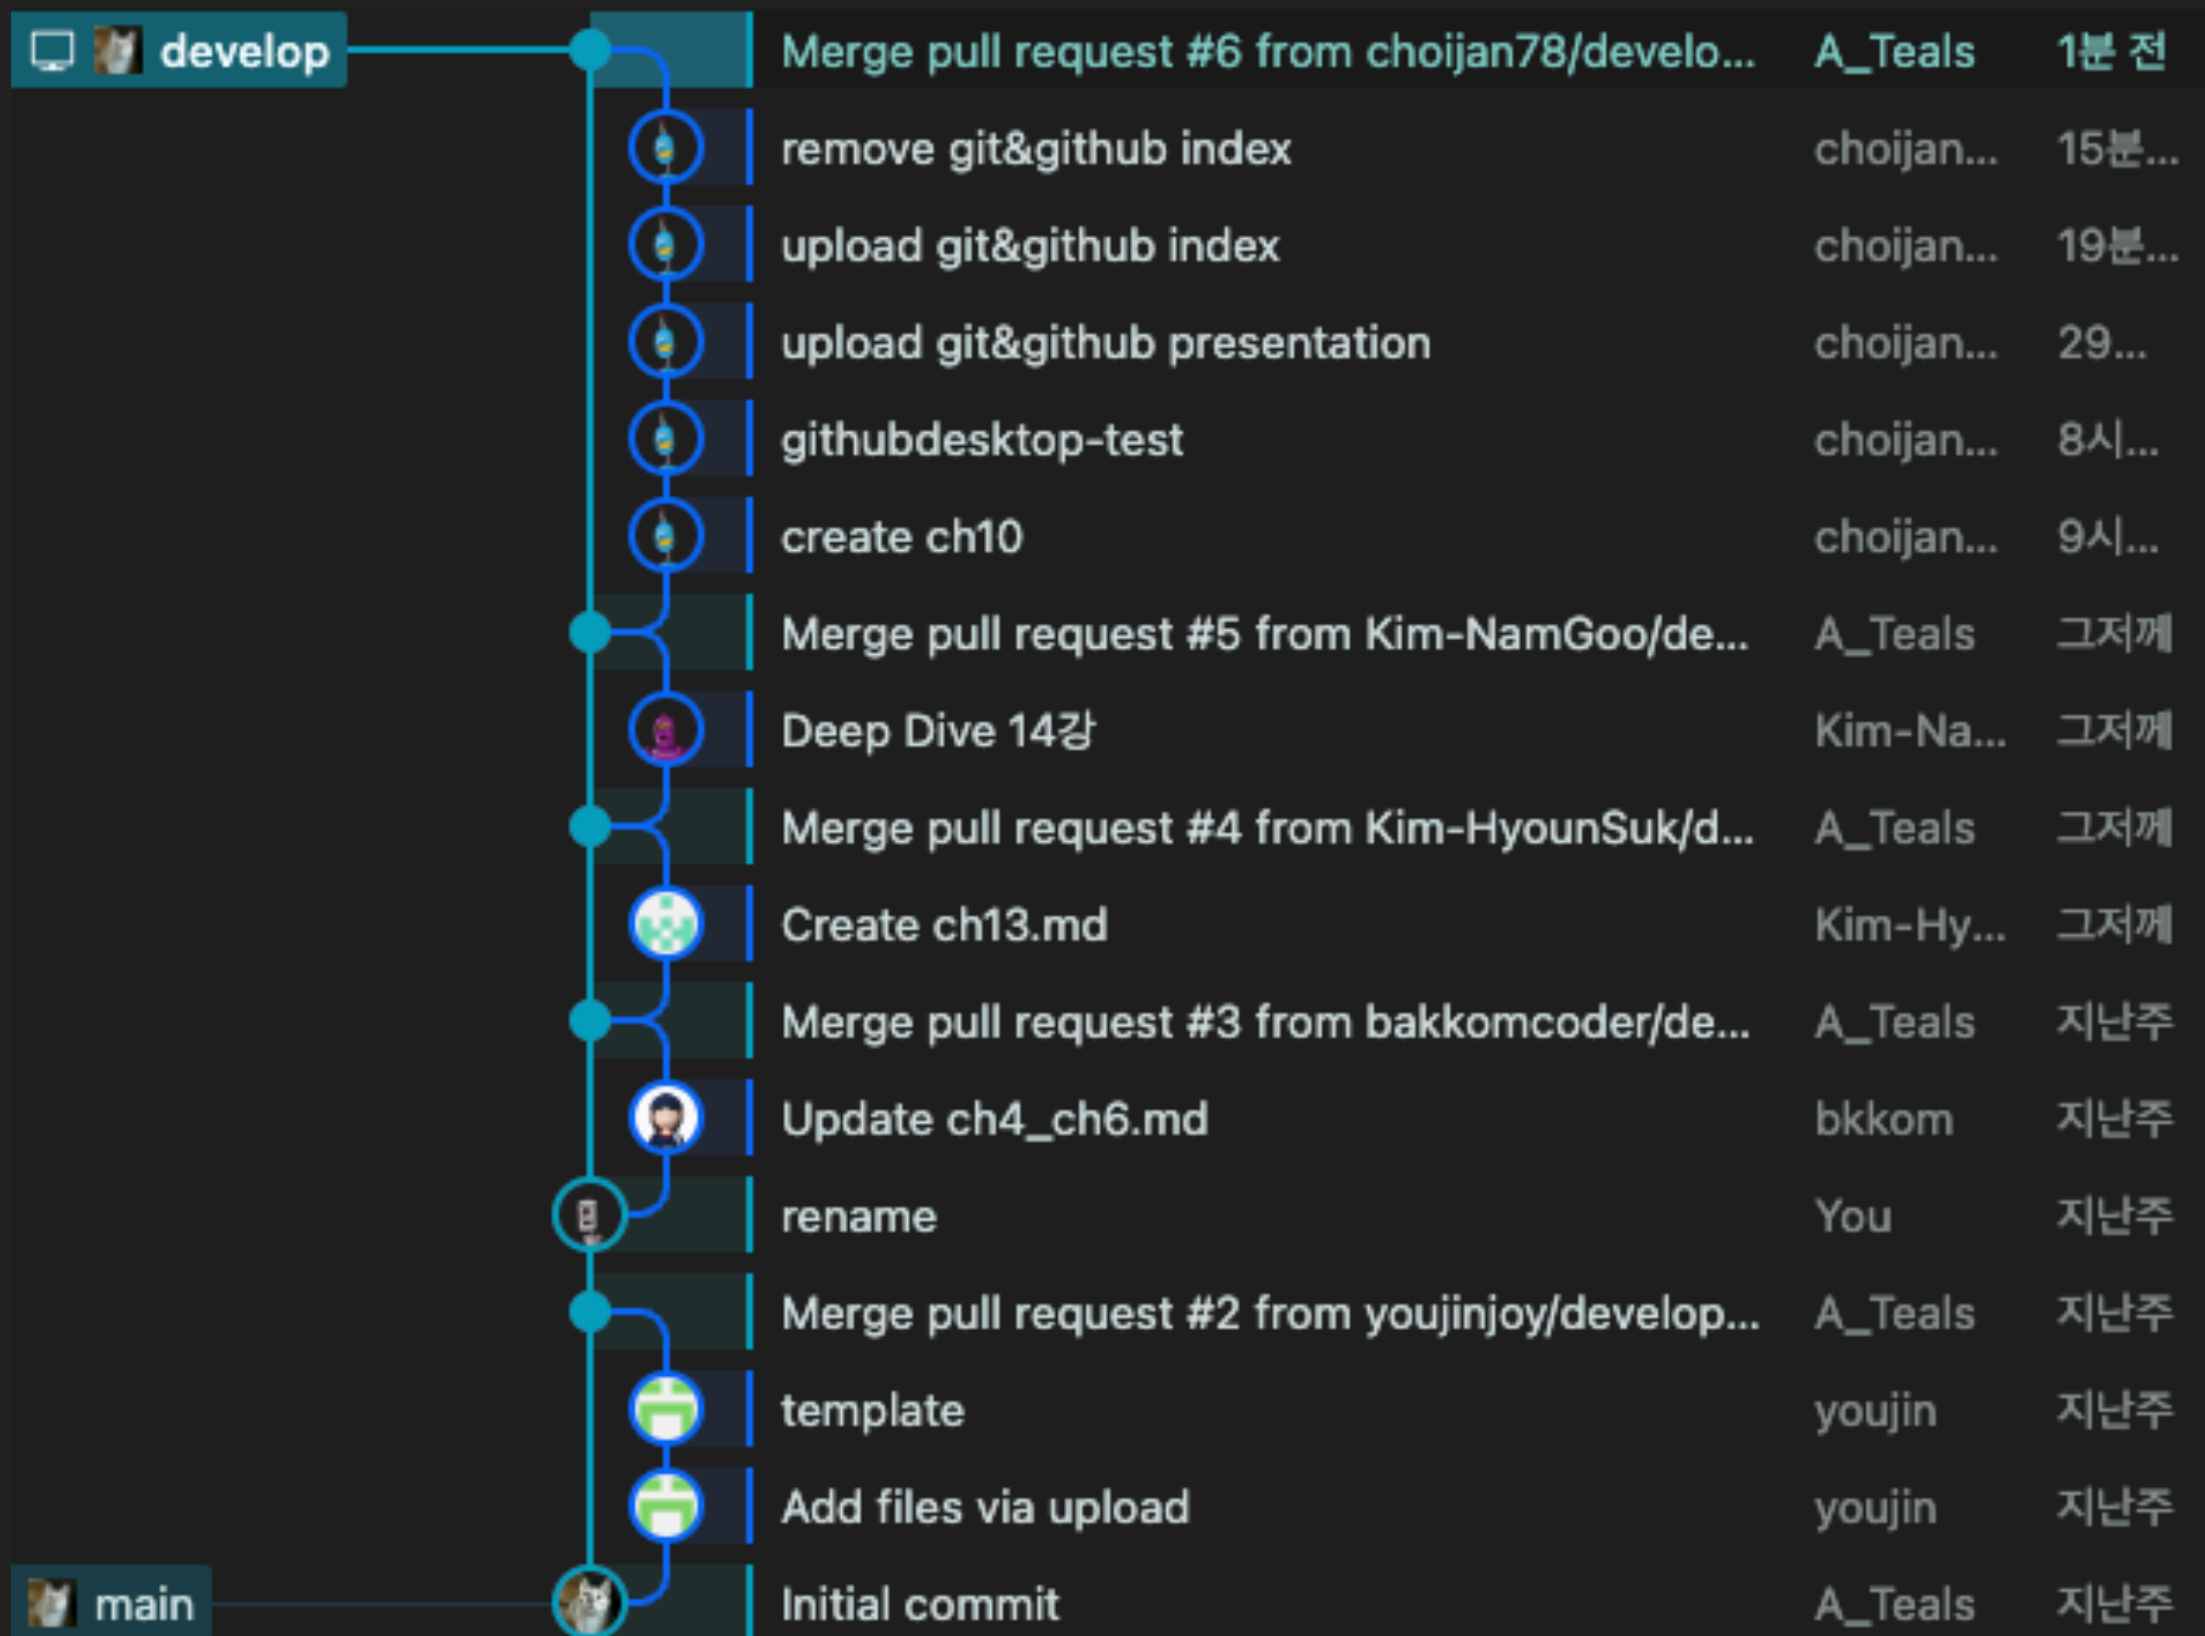 develop Merge pull request #6 from choijan78/develo... A_Teals 1분 전
remove git&github index choijan... 15분...
upload git&github index choijan... 19분...
upload git&github presentation choijan... 29...
githubdesktop-test choijan... 8시...
create ch10 choijan... 9시...
Merge pull request #5 from Kim-NamGoo/de... A_Teals 그저께
Deep Dive 14강 Kim-Na... 그저께
Merge pull request #4 from Kim-HyounSuk/d... A_Teals 그저께
Create ch13.md Kim-Hy... 그저께
Merge pull request #3 from bakkomcoder/de... A_Teals 지난주
Update ch4_ch6.md bkkom 지난주
rename You 지난주
Merge pull request #2 from youjinjoy/develop... A_Teals 지난주
template youjin 지난주
Add files via upload youjin 지난주
main Initial commit A_Teals 지난주